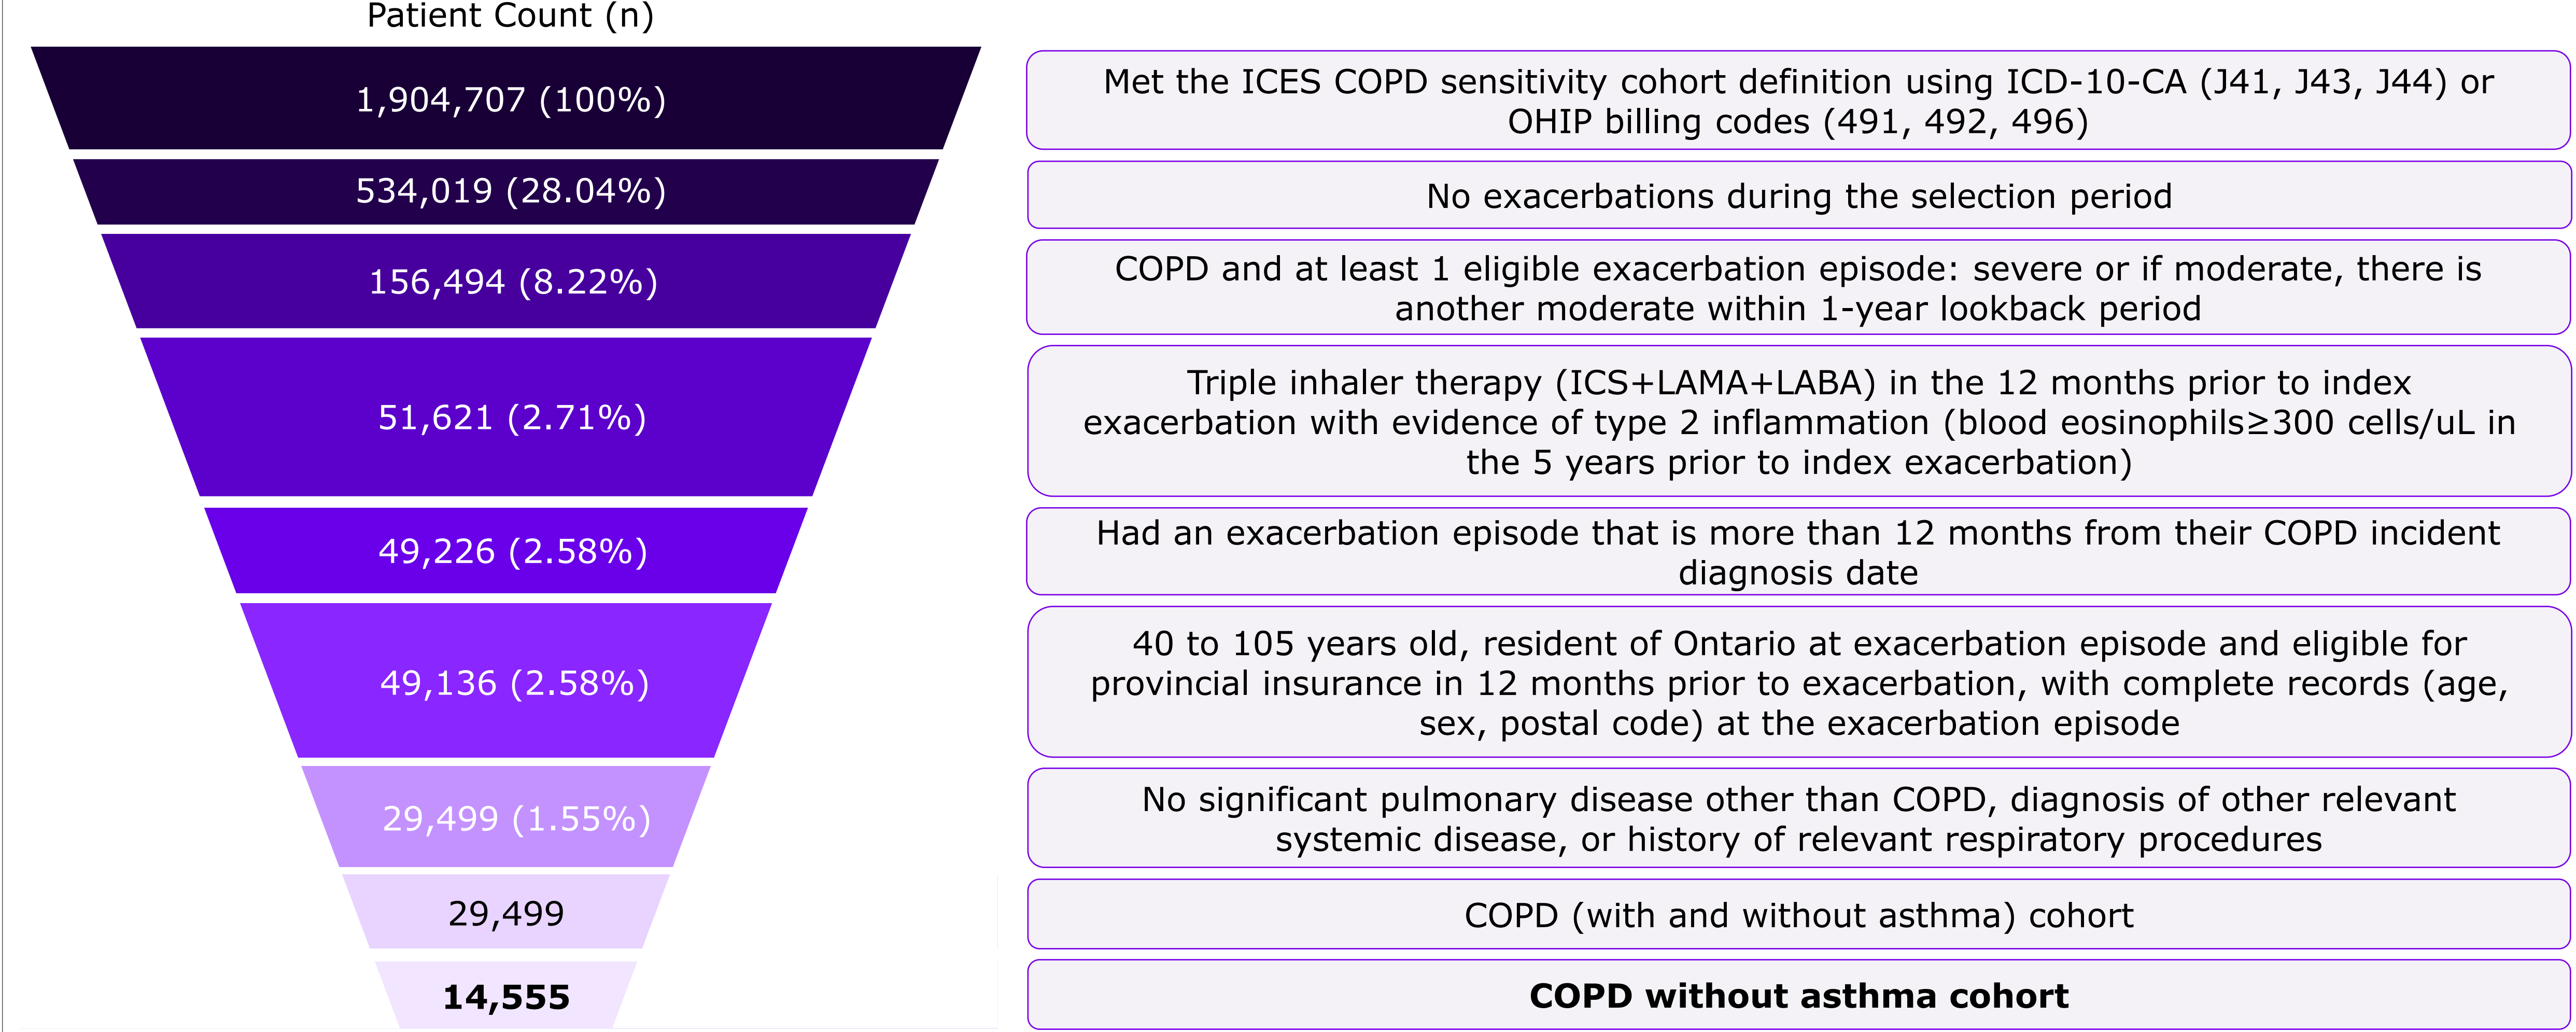 Patient Count (n)
1,904,707 (100%)
Met the ICES COPD sensitivity cohort definition using ICD-10-CA (J41, J43, J44) or
OHIP billing codes (491, 492, 496)
534,019 (28.04%)
No exacerbations during the selection period
156,494 (8.22%)
COPD and at least 1 eligible exacerbation episode: severe or if moderate, there is
another moderate within 1-year lookback period
51,621 (2.71%)
Triple inhaler therapy (ICS+LAMA+LABA) in the 12 months prior to index
exacerbation with evidence of type 2 inflammation (blood eosinophils≥300 cells/uL in
the 5 years prior to index exacerbation)
49,226 (2.58%)
Had an exacerbation episode that is more than 12 months from their COPD incident
diagnosis date
49,136 (2.58%)
40 to 105 years old, resident of Ontario at exacerbation episode and eligible for
provincial insurance in 12 months prior to exacerbation, with complete records (age,
sex, postal code) at the exacerbation episode
29,499 (1.55%)
No significant pulmonary disease other than COPD, diagnosis of other relevant
systemic disease, or history of relevant respiratory procedures
29,499
COPD (with and without asthma) cohort
14,555
COPD without asthma cohort